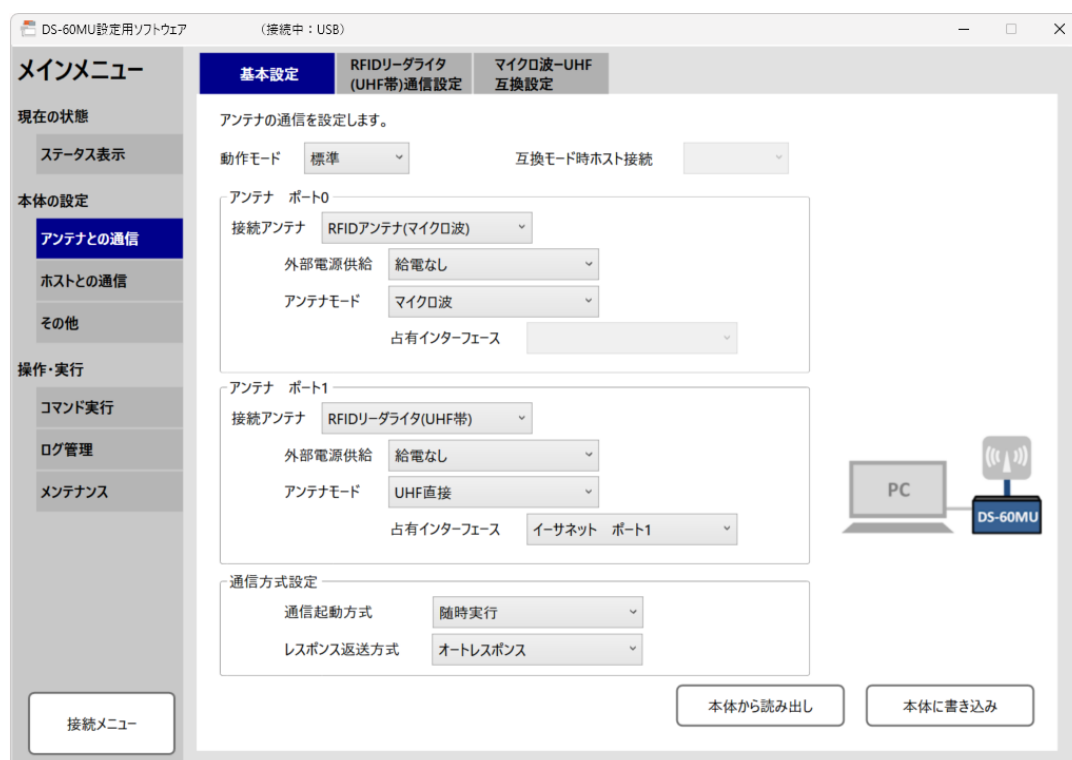 DS-60MU設定用ソフトウェア （接続中：USB）
メインメニュー
現在の状態
ステータス表示
本体の設定
アンテナとの通信
ホストとの通信
その他
操作・実行
コマンド実行
ログ管理
メンテナンス
接続メニュー
基本設定
RFIDリーダライタ
(UHF帯)通信設定
マイクロ波−UHF
互換設定
アンテナの通信を設定します。
動作モード 標準 互換モード時ホスト接続
アンテナ ポート0
接続アンテナ RFIDアンテナ(マイクロ波)
外部電源供給 給電なし
アンテナモード マイクロ波
占有インターフェース
アンテナ ポート1
接続アンテナ RFIDリーダライタ(UHF帯)
外部電源供給 給電なし
アンテナモード UHF直接
占有インターフェース イーサネット ポート1
通信方式設定
通信起動方式 随時実行
レスポンス返送方式 オートレスポンス
PC
DS-60MU
本体から読み出し 本体に書き込み